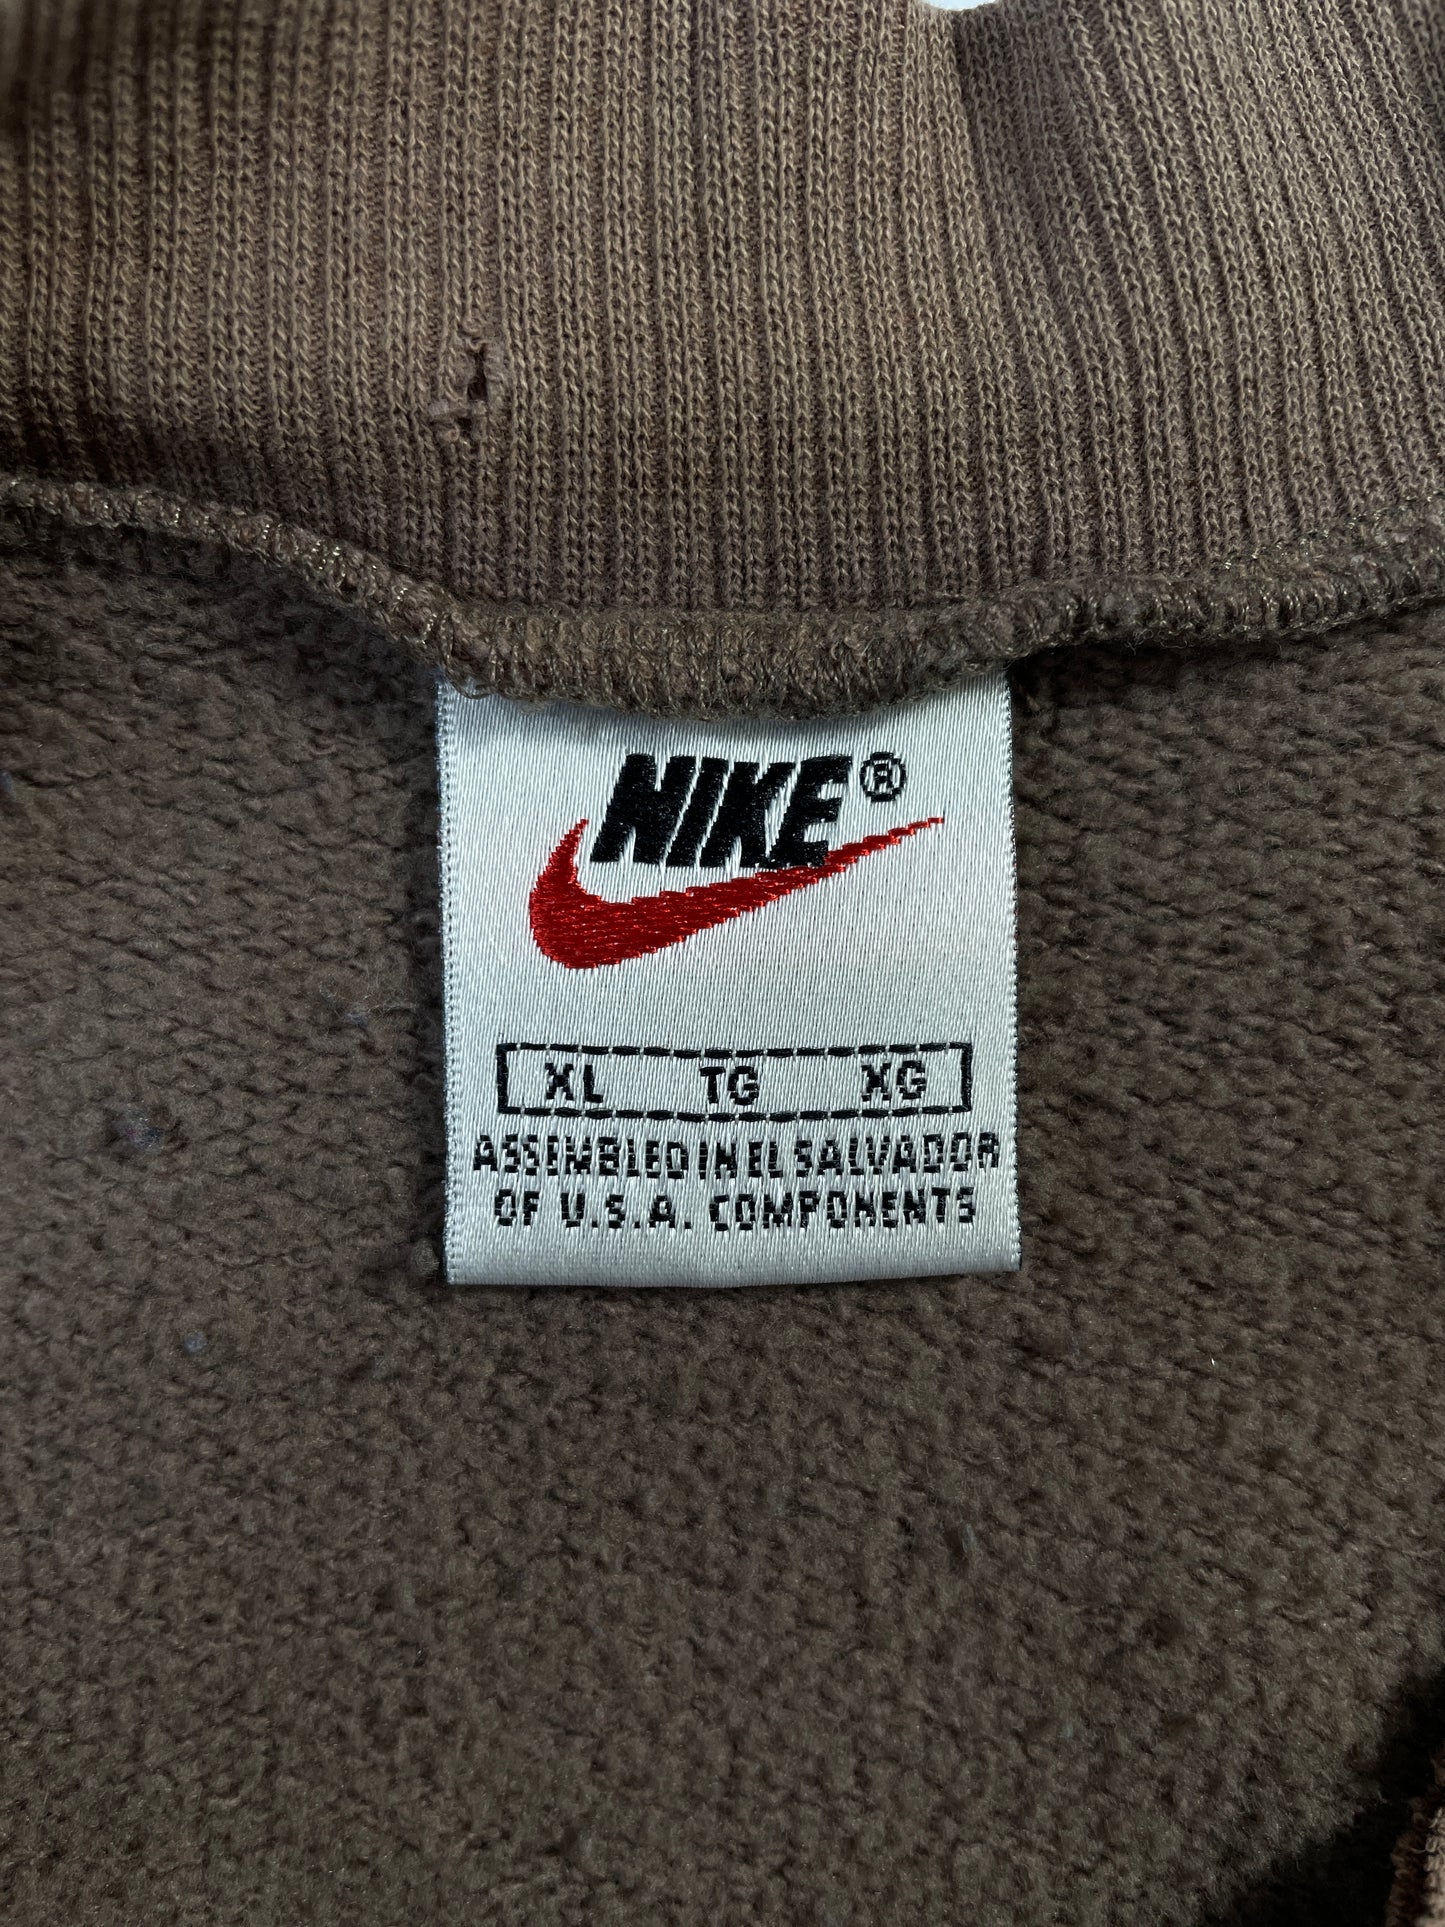 NIKE®
XL TG XG
ASSEMBLED IN EL SALVADOR
OF U.S.A. COMPONENTS